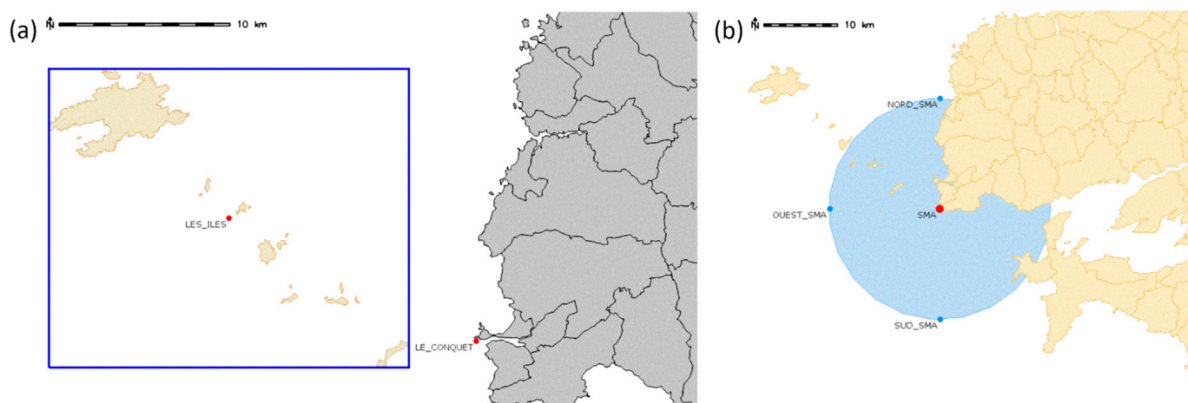 (a)
N
10 km
LES_ILES
LE_CONQUET
(b)
N
10 km
NORD_SMA
OUEST_SMA
SMA
SUD_SMA